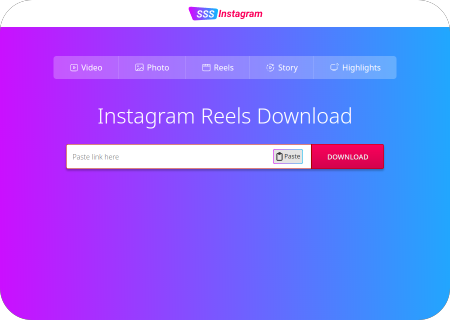 SSS Instagram
Video Photo Reels Story Highlights
Instagram Reels Download
Paste link here Paste DOWNLOAD